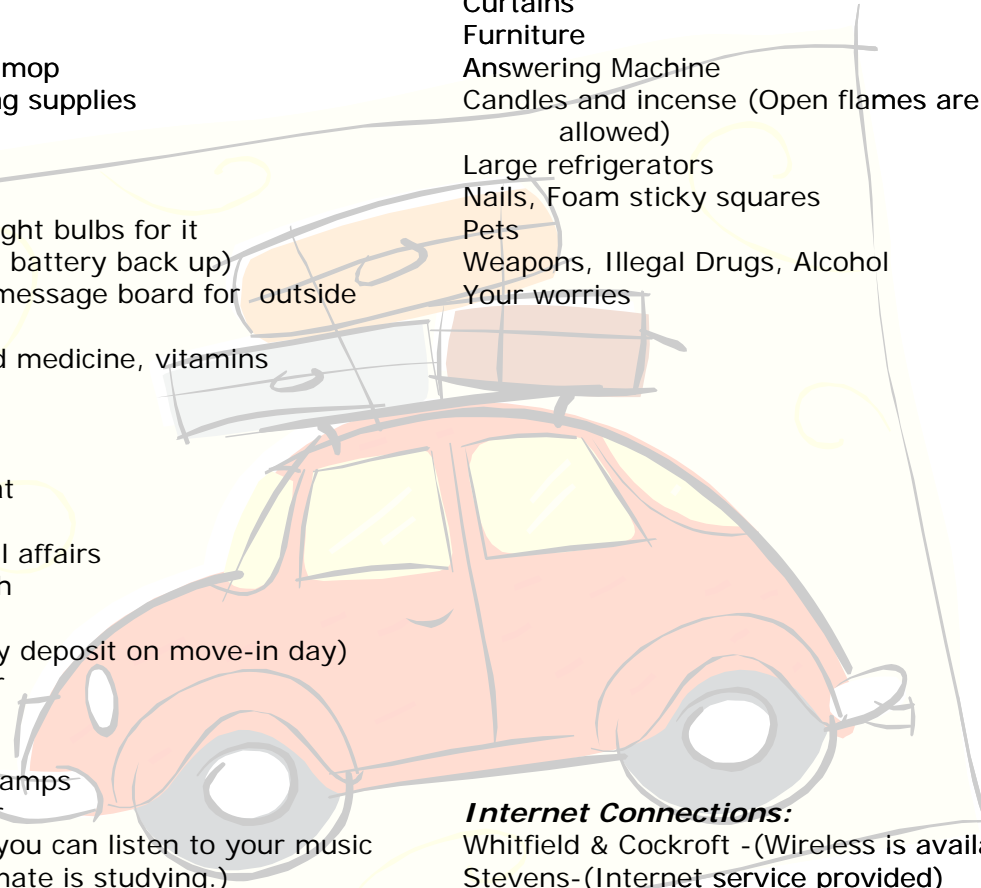 mop
supplies
ght bulbs for it
battery back up)
message board for outside
medicine, vitamins
affairs
deposit on move-in day)
amps
you can listen to your music
mate is studying.)
Curtains
Furniture
Answering Machine
Candles and incense (Open flames are
allowed)
Large refrigerators
Nails, Foam sticky squares
Pets
Weapons, Illegal Drugs, Alcohol
Your worries
Internet Connections:
Whitfield & Cockroft -(Wireless is availa
Stevens-(Internet service provided)